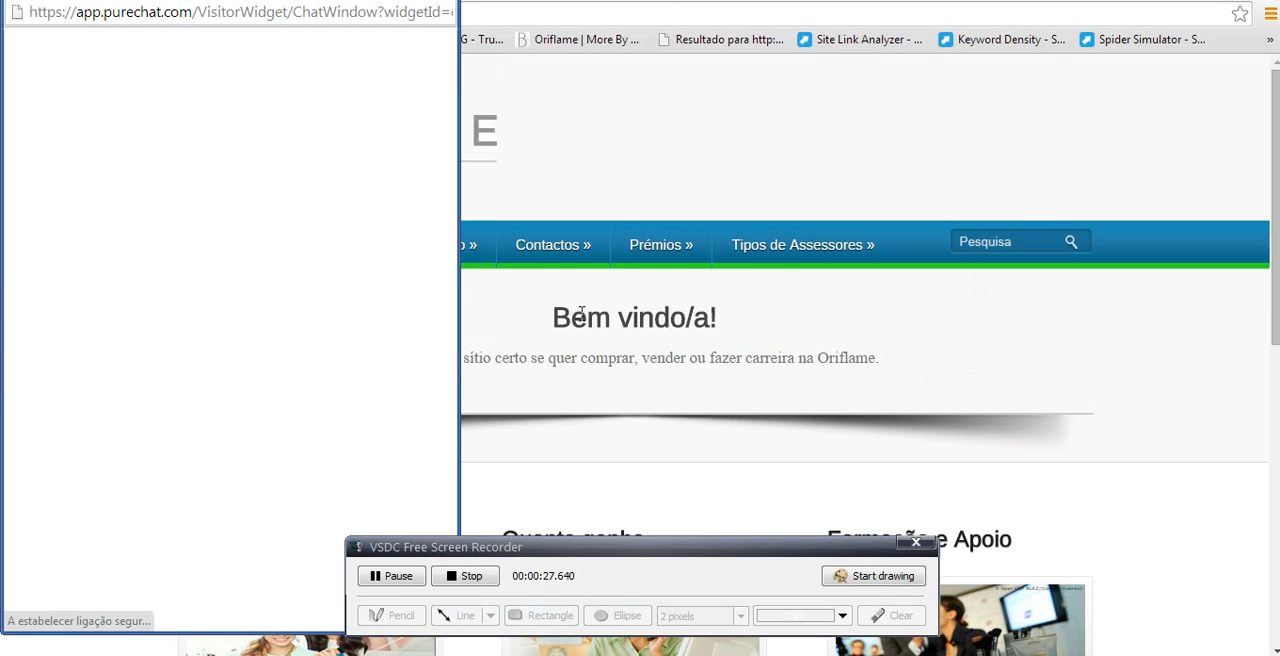 https://app.purechat.com/VisitorWidget/ChatWindow?widgetId=
G - Tru...
Oriflame | More By ...
Resultado para http:...
Site Link Analyzer - ...
Keyword Density - S...
Spider Simulator - S...
»
E
»
Contactos »
Prémios »
Tipos de Assessores »
Pesquisa
Bem vindo/a!
sítio certo se quer comprar, vender ou fazer carreira na Oriflame.
e Apoio
VSDC Free Screen Recorder
Pause
Stop
00:00:27.640
Start drawing
Pencil
Line
Rectangle
Ellipse
2 pixels
Clear
A estabelecer ligação segur...